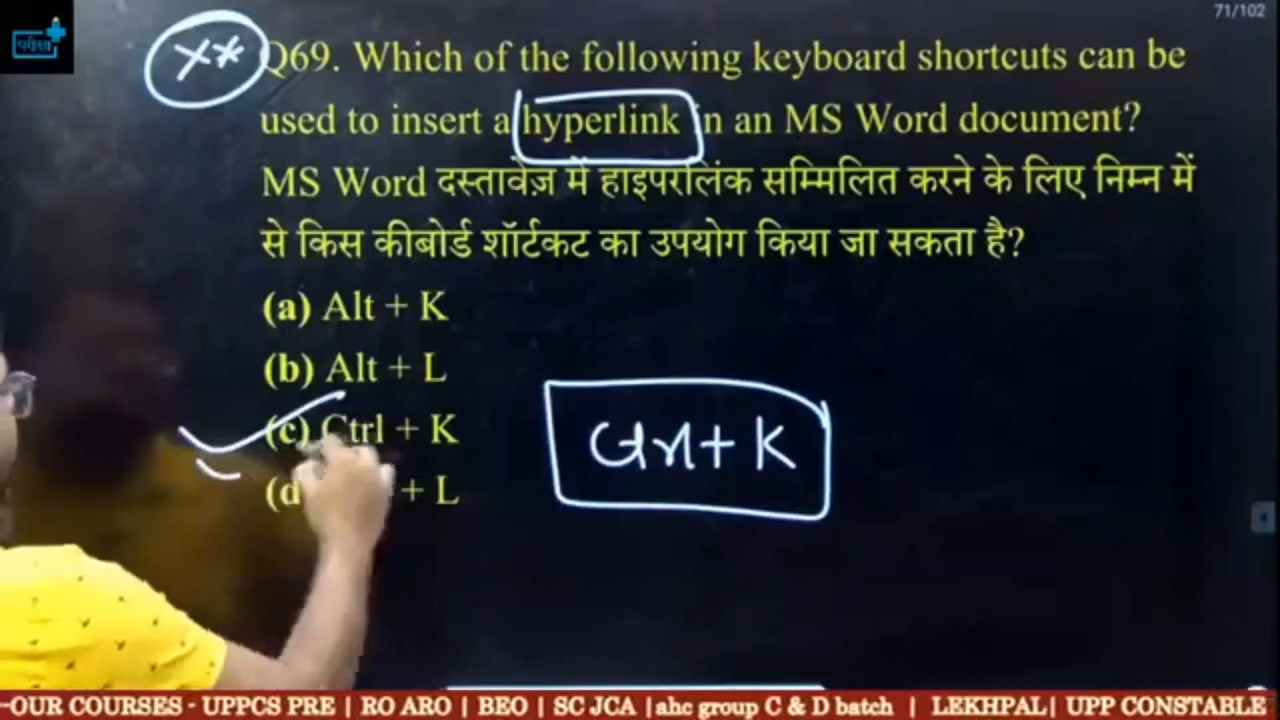 71/102
परीक्षा
Q69. Which of the following keyboard shortcuts can be
used to insert a hyperlink in an MS Word document?
MS Word दस्तावेज़ में हाइपरलिंक सम्मिलित करने के लिए निम्न में
से किस कीबोर्ड शॉर्टकट का उपयोग किया जा सकता है?
(a) Alt + K
(b) Alt + L
(c) Ctrl + K
(d + L
Ctrl + K
-OUR COURSES - UPPCS PRE | RO ARO | BEO | SC JCA |ahc group C & D batch | LEKHPAL| UPP CONSTABLE